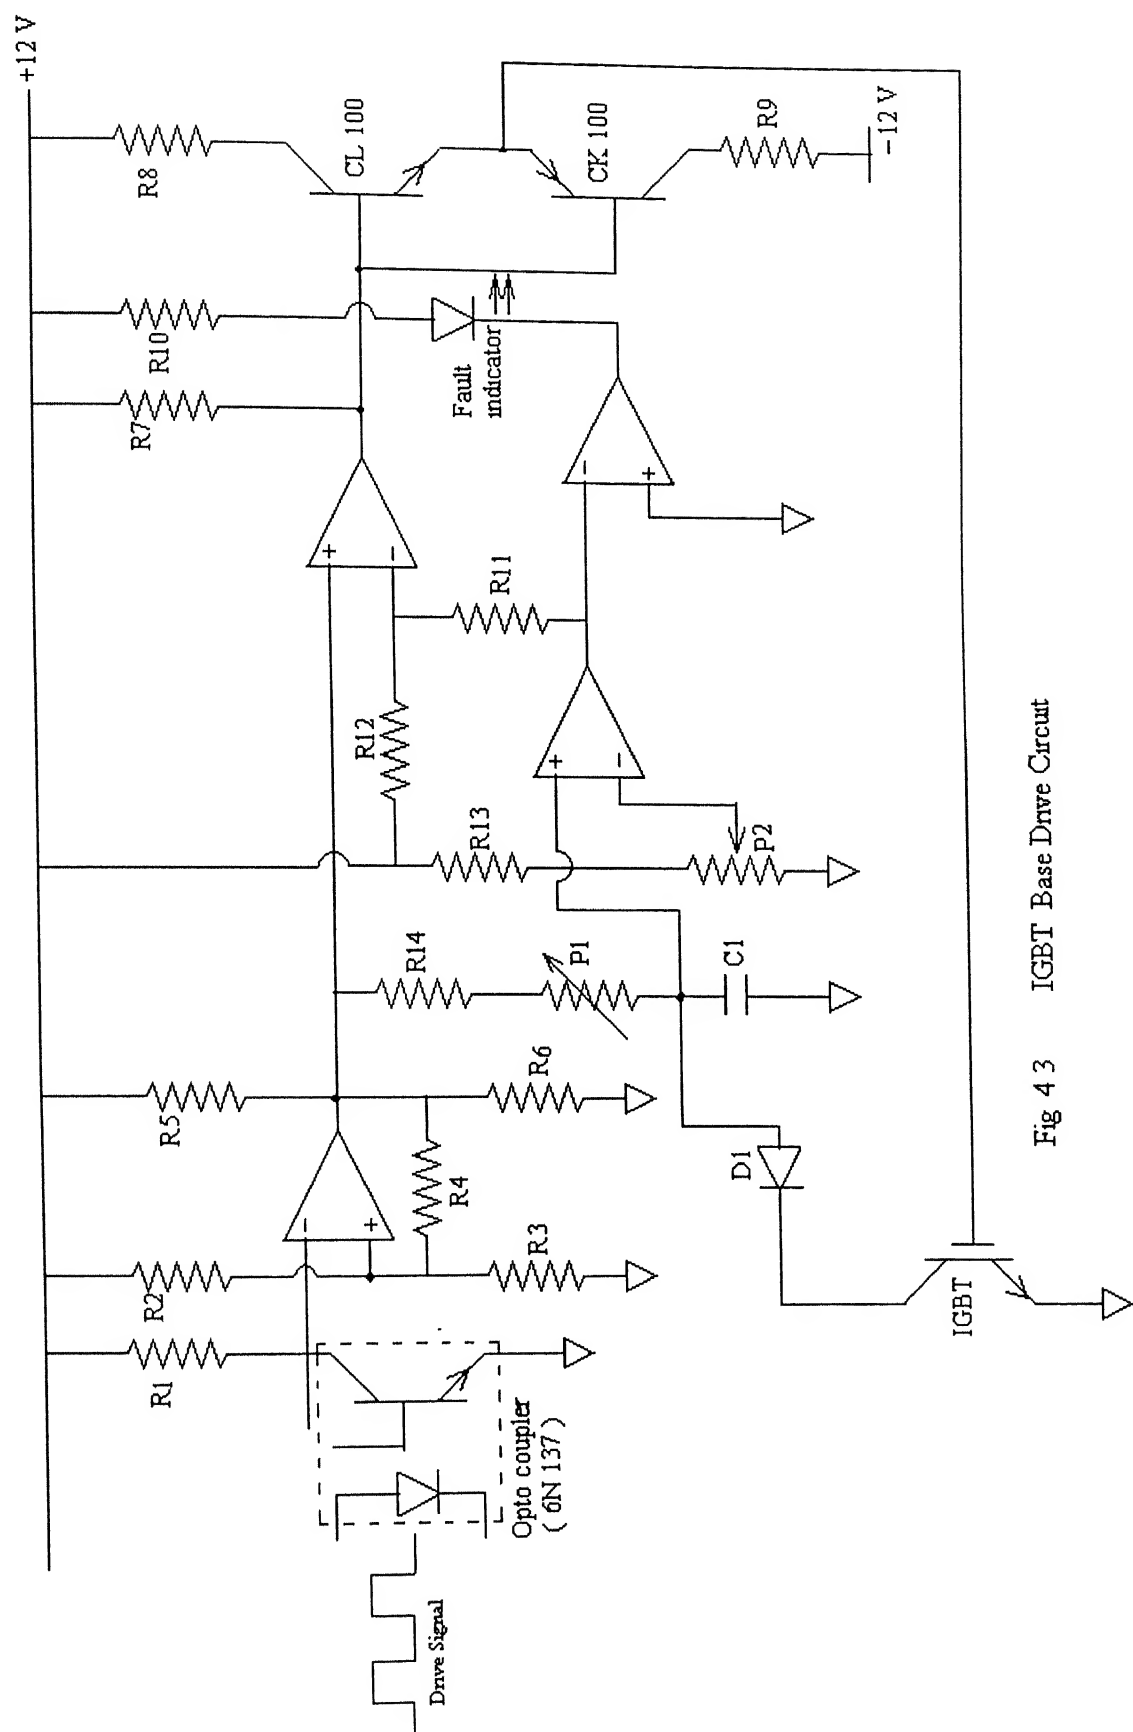 +12 V
R1
R2
R5
R7
R10
R8
CL 100
CK 100
R9
-12 V
Fault
indicator
R12
R11
R13
P2
R14
P1
C1
R6
R4
R3
D1
IGBT
Opto coupler
( 6N 137 )
Drive Signal
+
-
+
-
+
-
-
+
Fig 4 3 IGBT Base Drive Circuit